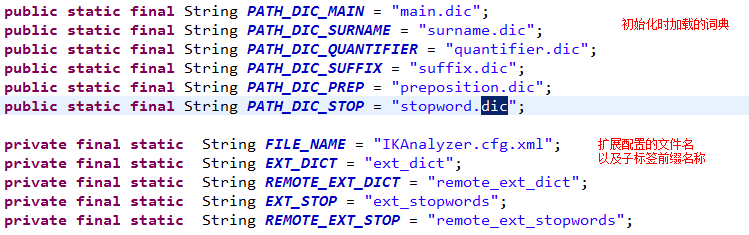 public static final String PATH_DIC_MAIN = "main.dic";
public static final String PATH_DIC_SURNAME = "surname.dic";
初始化时加载的词典
public static final String PATH_DIC_QUANTIFIER = "quantifier.dic";
public static final String PATH_DIC_SUFFIX = "suffix.dic";
public static final String PATH_DIC_PREP = "preposition.dic";
public static final String PATH_DIC_STOP = "stopword.dic";
private final static String FILE_NAME = "IKAnalyzer.cfg.xml";
扩展配置的文件名
以及子标签前缀名称
private final static String EXT_DICT = "ext_dict";
private final static String REMOTE_EXT_DICT = "remote_ext_dict";
private final static String EXT_STOP = "ext_stopwords";
private final static String REMOTE_EXT_STOP = "remote_ext_stopwords";